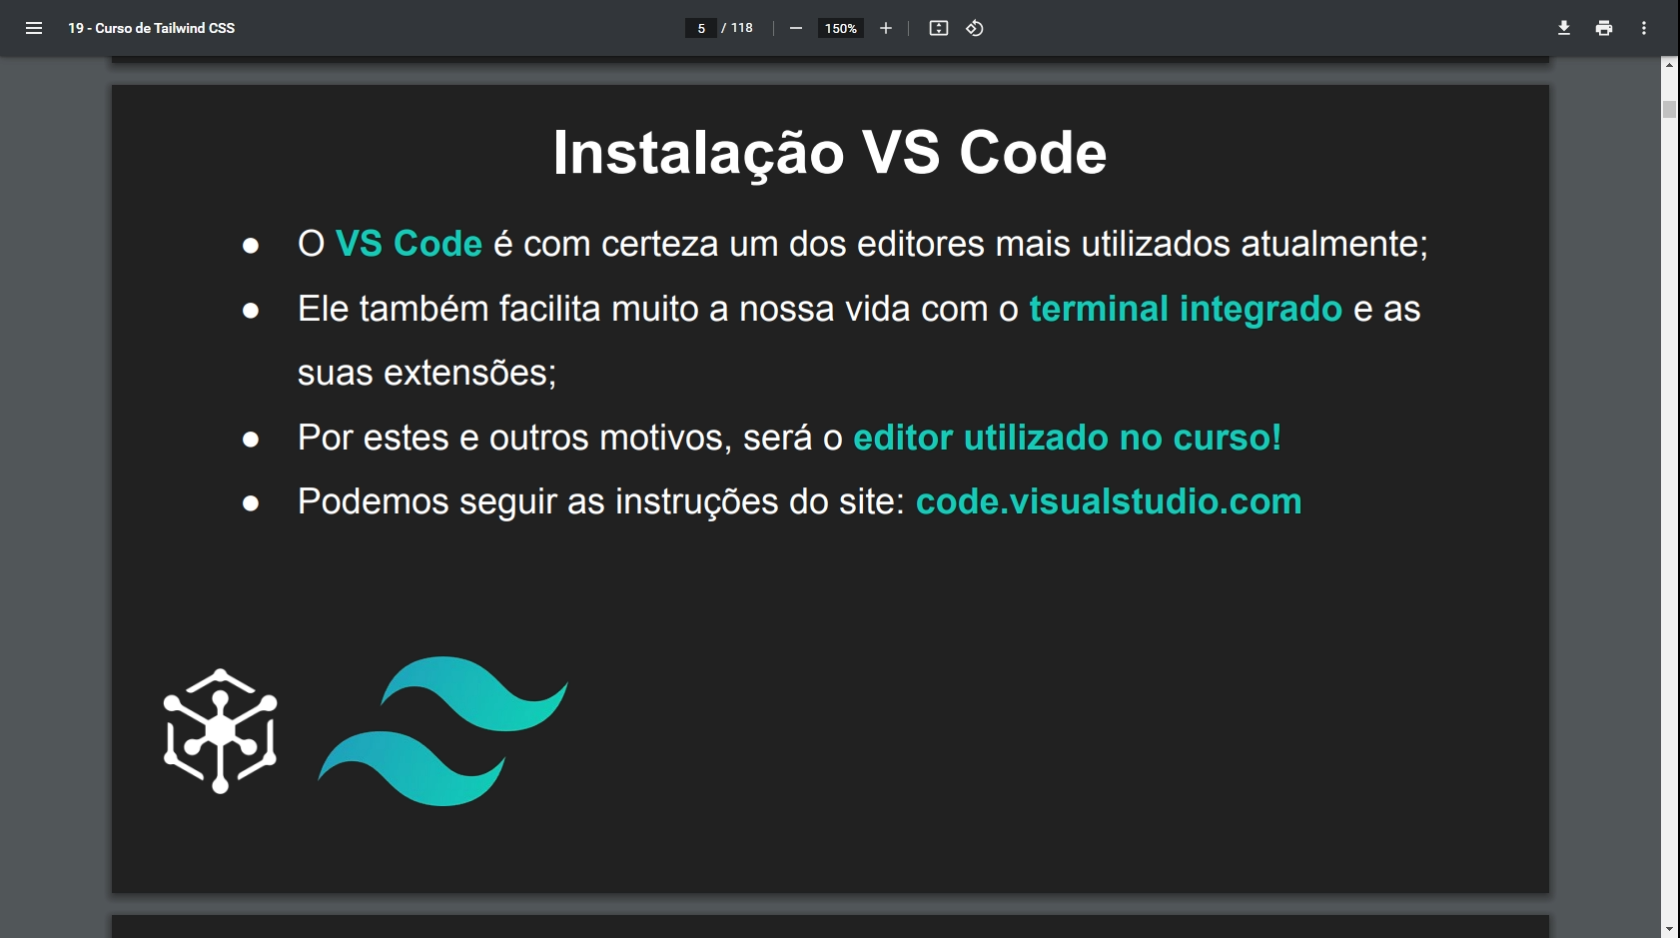 19 - Curso de Tailwind CSS
5 / 118
150%
Instalação VS Code
● O VS Code é com certeza um dos editores mais utilizados atualmente;
● Ele também facilita muito a nossa vida com o terminal integrado e as
suas extensões;
● Por estes e outros motivos, será o editor utilizado no curso!
● Podemos seguir as instruções do site: code.visualstudio.com